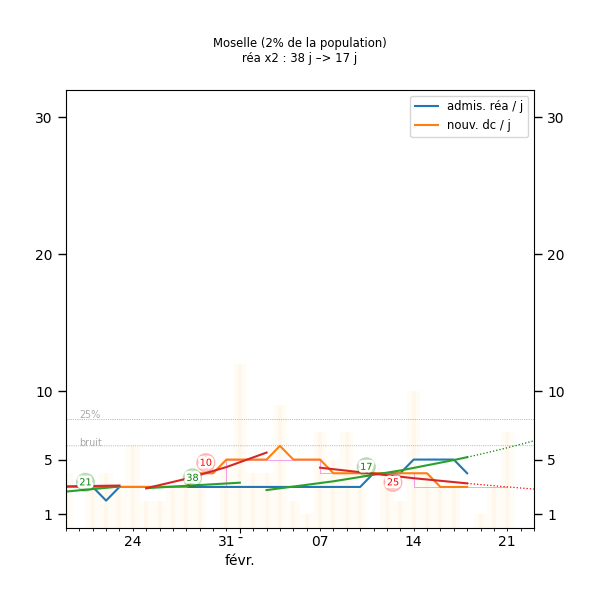 Moselle (2% de la population)
réa x2 : 38 j –> 17 j
admis. réa / j
nouv. dc / j
30 30
20 20
10 10
25%
bruit
5 5
21 38 10 17 25
1 1
24 31 07 14 21
févr.